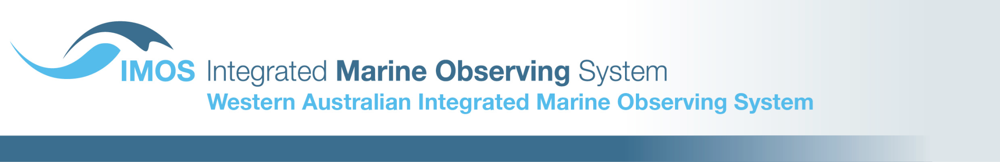 IMOS Integrated Marine Observing System
Western Australian Integrated Marine Observing System